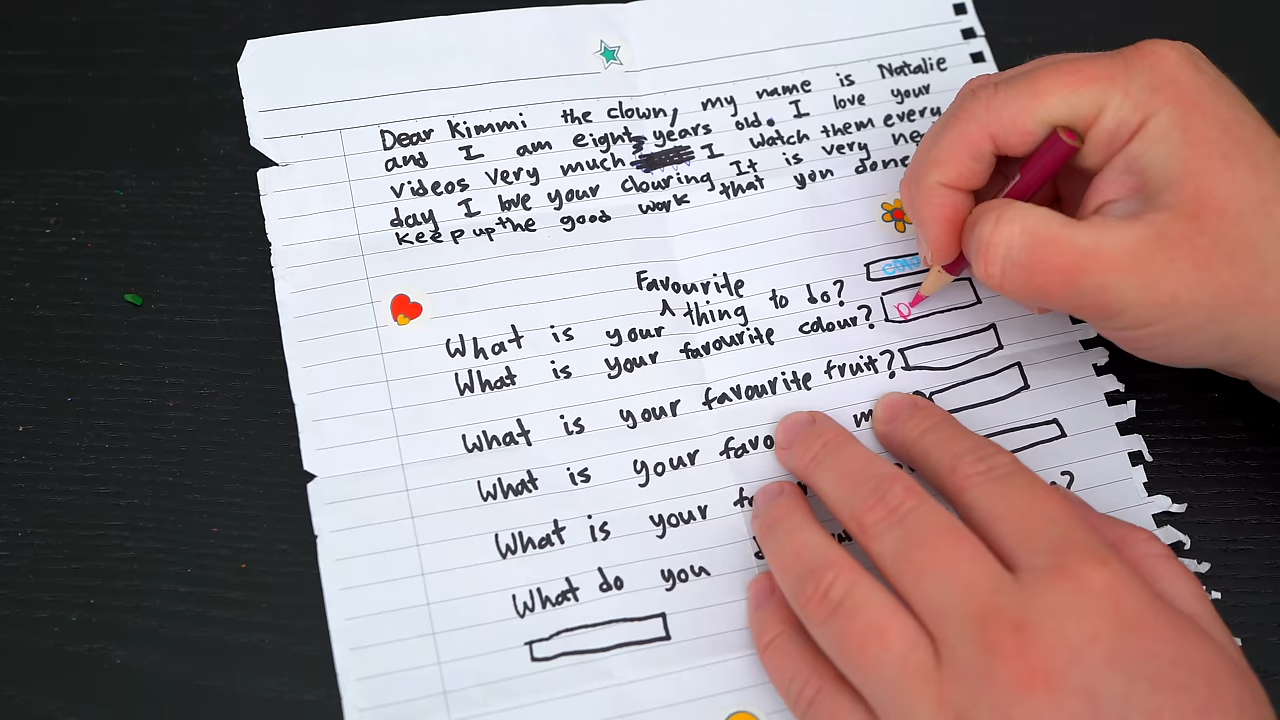 Dear Kimmi the clown, my name is Natalie
and I am eight years old. I love your
videos very much I watch them every
day I love your clouring It is very
keep up the good work that you done
Favourite
What is your ^ thing to do?
What is your favourite colour?
What is your favourite fruit?
What is your
What is your
What do you